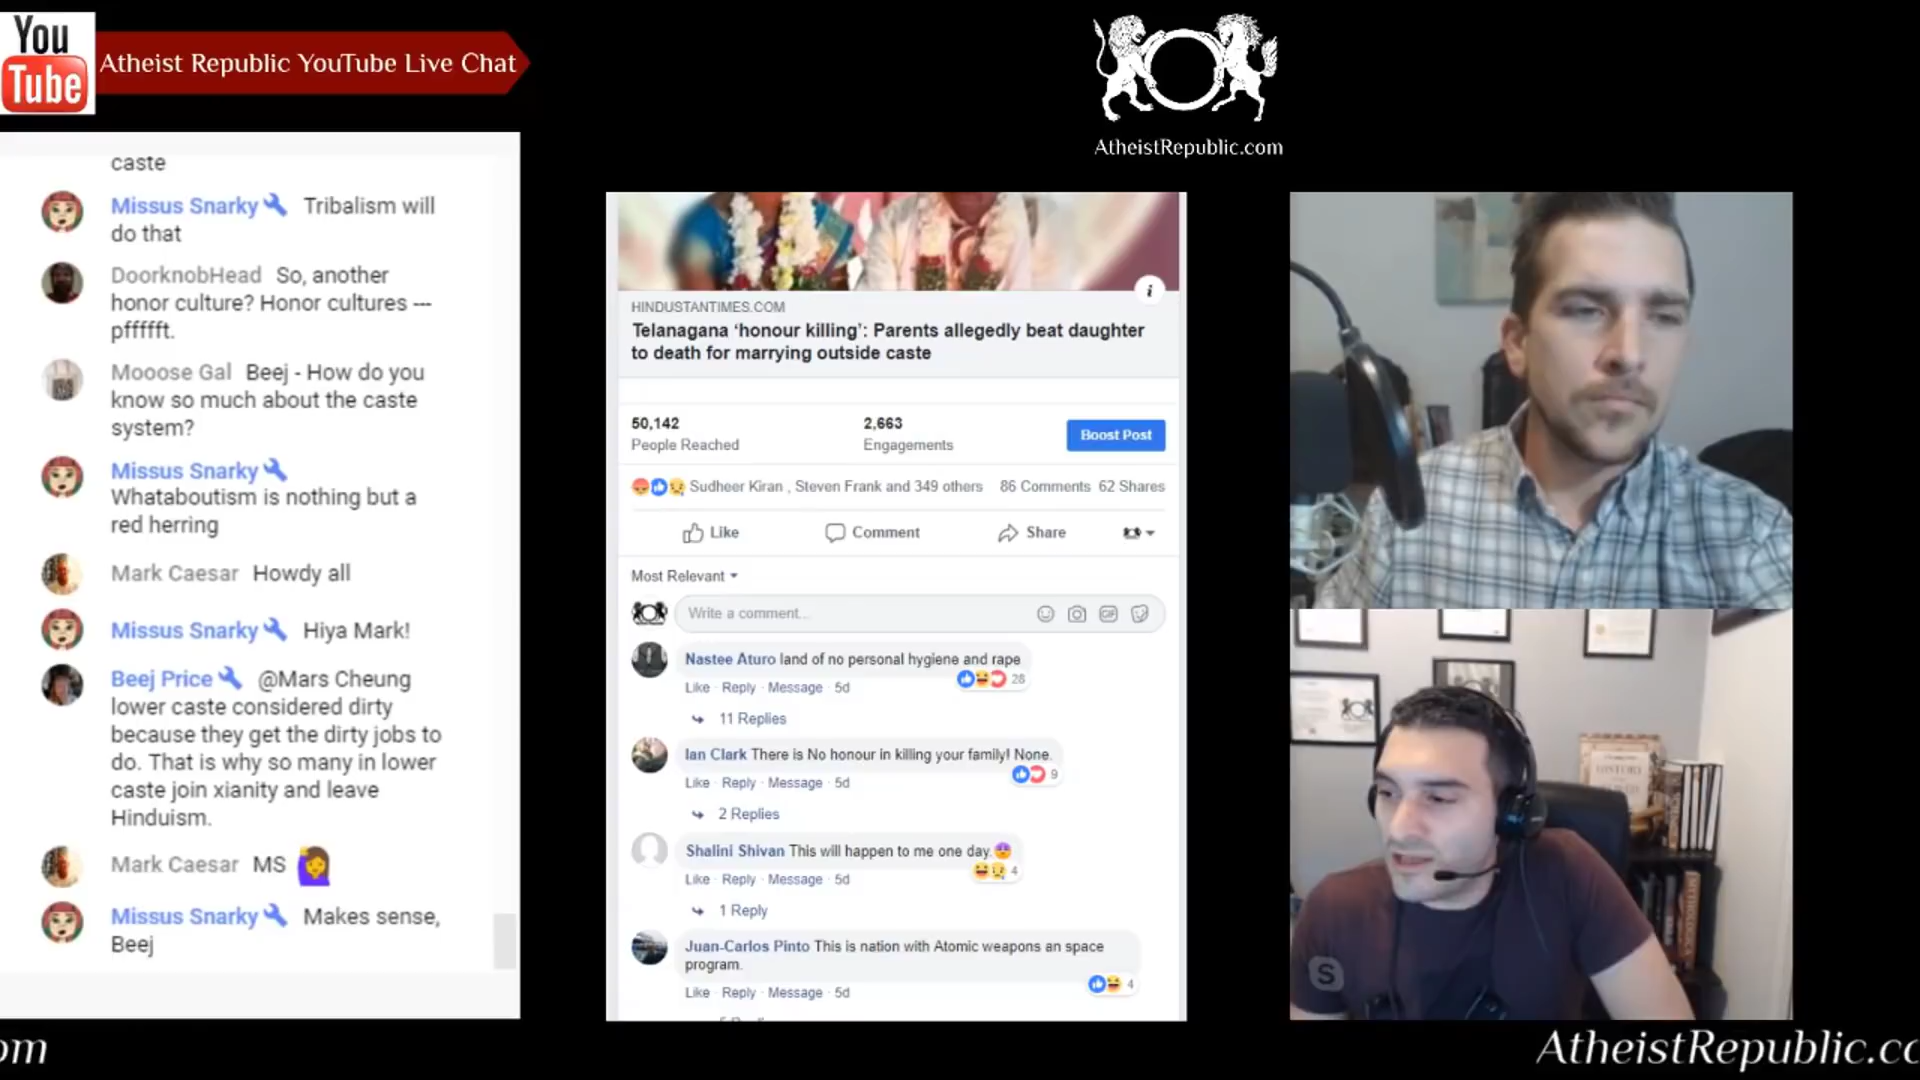 You
Tube
Atheist Republic YouTube Live Chat
AtheistRepublic.com
caste
Missus Snarky Tribalism will
do that
DoorknobHead So, another
honor culture? Honor cultures ---
pffffft.
Mooose Gal Beej - How do you
know so much about the caste
system?
Missus Snarky
Whataboutism is nothing but a
red herring
Mark Caesar Howdy all
Missus Snarky Hiya Mark!
Beej Price @Mars Cheung
lower caste considered dirty
because they get the dirty jobs to
do. That is why so many in lower
caste join xianity and leave
Hinduism.
Mark Caesar MS
Missus Snarky Makes sense,
Beej
HINDUSTANTIMES.COM
Telanagana ‘honour killing’: Parents allegedly beat daughter
to death for marrying outside caste
50,142 2,663
People Reached Engagements
Boost Post
Sudheer Kiran , Steven Frank and 349 others 86 Comments 62 Shares
Like Comment Share
Most Relevant
Write a comment...
GIF
Nastee Aturo land of no personal hygiene and rape
28
Like · Reply · Message · 5d
11 Replies
Ian Clark There is No honour in killing your family! None.
9
Like · Reply · Message · 5d
2 Replies
Shalini Shivan This will happen to me one day.
4
Like · Reply · Message · 5d
1 Reply
Juan-Carlos Pinto This is nation with Atomic weapons an space
program.
4
Like · Reply · Message · 5d
HISTORY
S
om
AtheistRepublic.co